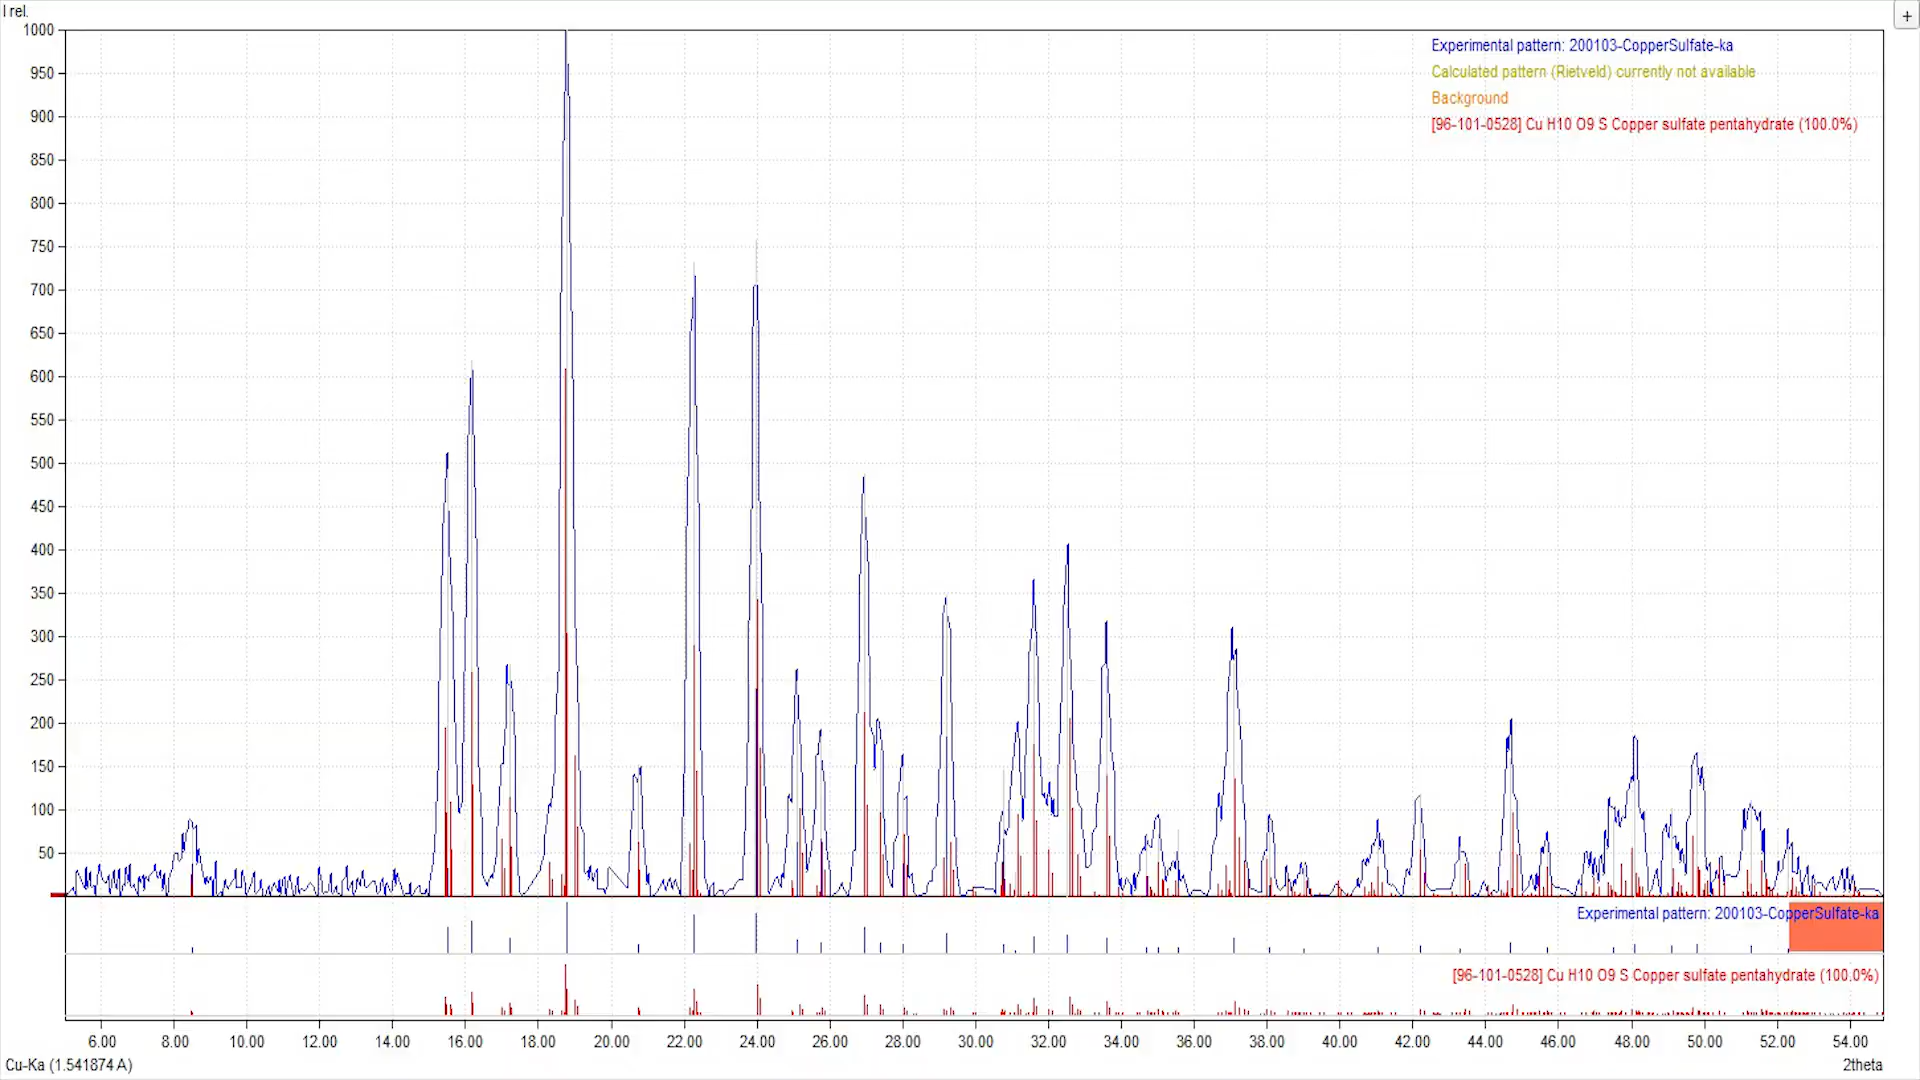 I rel.
+
1000
950
900
850
800
750
700
650
600
550
500
450
400
350
300
250
200
150
100
50
Experimental pattern: 200103-CopperSulfate-ka
Calculated pattern (Rietveld) currently not available
Background
[96-101-0528] Cu H10 O9 S Copper sulfate pentahydrate (100.0%)
Experimental pattern: 200103-CopperSulfate-ka
[96-101-0528] Cu H10 O9 S Copper sulfate pentahydrate (100.0%)
6.00 8.00 10.00 12.00 14.00 16.00 18.00 20.00 22.00 24.00 26.00 28.00 30.00 32.00 34.00 36.00 38.00 40.00 42.00 44.00 46.00 48.00 50.00 52.00 54.00
Cu-Ka (1.541874 A) 2theta